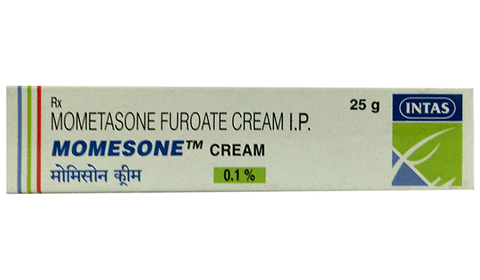 Rx
MOMETASONE FUROATE CREAM I.P.
25 g
INTAS
MOMESONE™ CREAM
मोमिसोन क्रीम
0.1 %